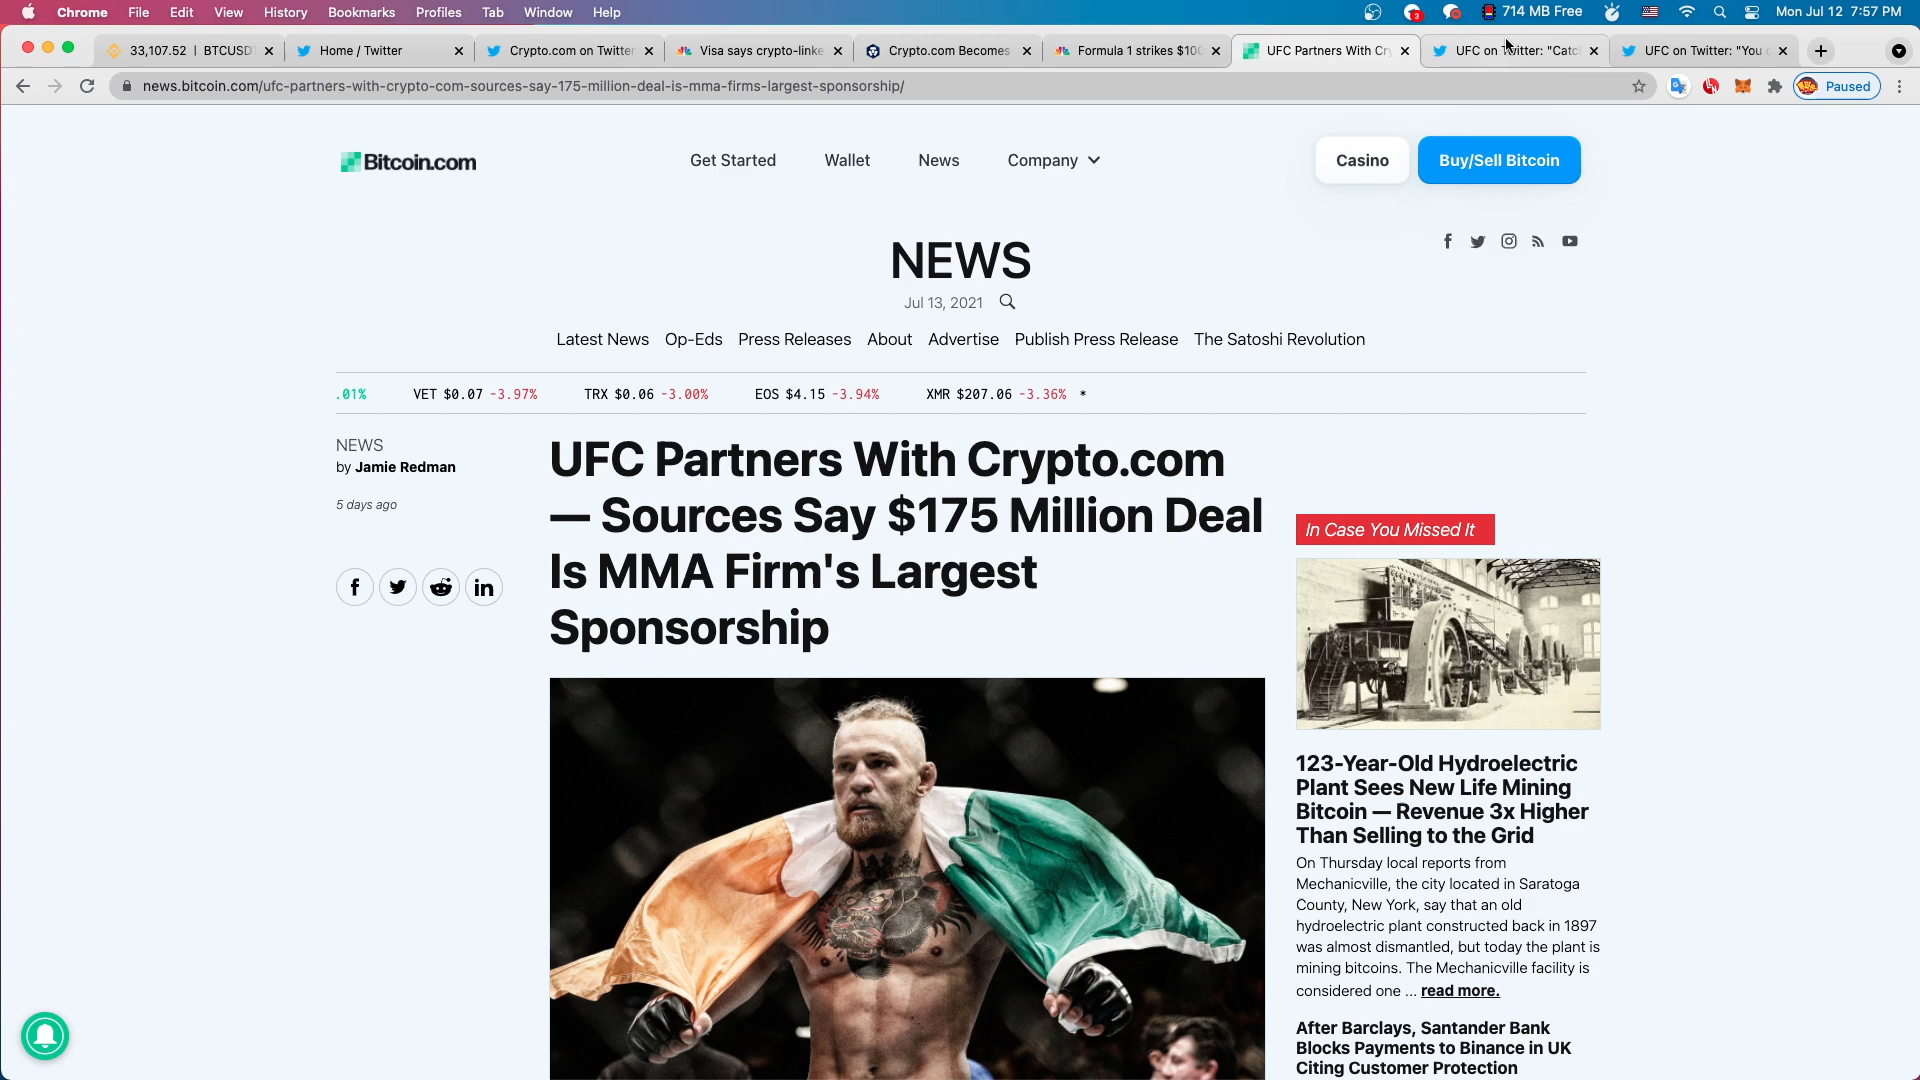 Chrome File Edit View History Bookmarks Profiles Tab Window Help 3 714 MB Free Mon Jul 12 7:57 PM
33,107.52 | BTCUSDT Home / Twitter Crypto.com on Twitter Visa says crypto-linke Crypto.com Becomes Formula 1 strikes $100 UFC Partners With Cry UFC on Twitter: "Catc UFC on Twitter: "You c
news.bitcoin.com/ufc-partners-with-crypto-com-sources-say-175-million-deal-is-mma-firms-largest-sponsorship/ Paused
Bitcoin.com Get Started Wallet News Company Casino Buy/Sell Bitcoin
NEWS
Jul 13, 2021
Latest News Op-Eds Press Releases About Advertise Publish Press Release The Satoshi Revolution
.01% VET $0.07 -3.97% TRX $0.06 -3.00% EOS $4.15 -3.94% XMR $207.06 -3.36% *
NEWS
by Jamie Redman
5 days ago
UFC Partners With Crypto.com
— Sources Say $175 Million Deal
Is MMA Firm's Largest
Sponsorship
In Case You Missed It
123-Year-Old Hydroelectric
Plant Sees New Life Mining
Bitcoin — Revenue 3x Higher
Than Selling to the Grid
On Thursday local reports from
Mechanicville, the city located in Saratoga
County, New York, say that an old
hydroelectric plant constructed back in 1897
was almost dismantled, but today the plant is
mining bitcoins. The Mechanicville facility is
considered one ... read more.
After Barclays, Santander Bank
Blocks Payments to Binance in UK
Citing Customer Protection